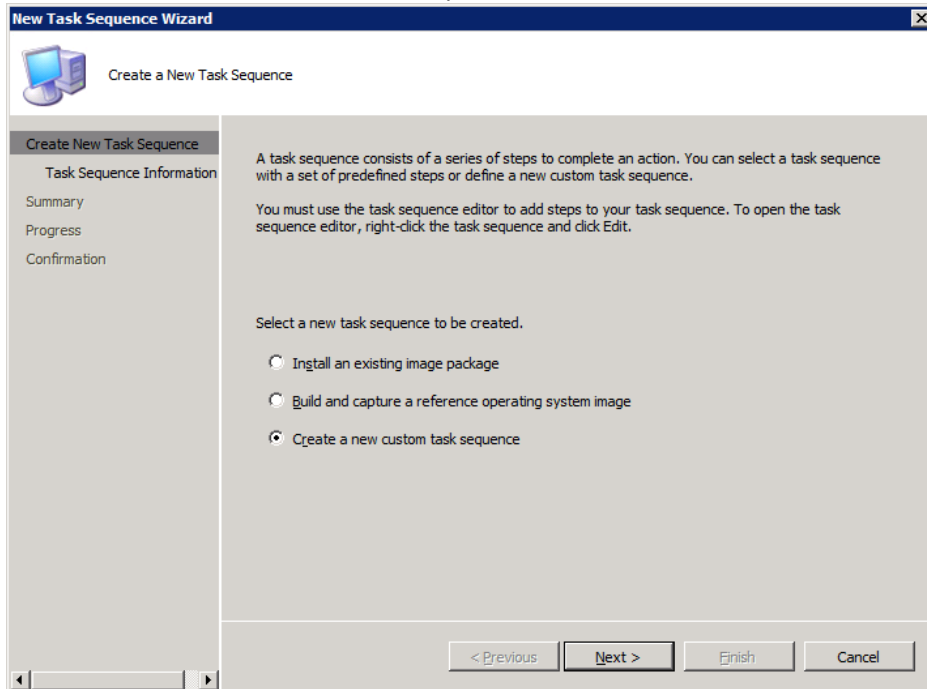 New Task Sequence Wizard
Create a New Task Sequence
Create New Task Sequence
Task Sequence Information
Summary
Progress
Confirmation
A task sequence consists of a series of steps to complete an action. You can select a task sequence
with a set of predefined steps or define a new custom task sequence.
You must use the task sequence editor to add steps to your task sequence. To open the task
sequence editor, right-click the task sequence and click Edit.
Select a new task sequence to be created.
Install an existing image package
Build and capture a reference operating system image
Create a new custom task sequence
< Previous
Next >
Finish
Cancel